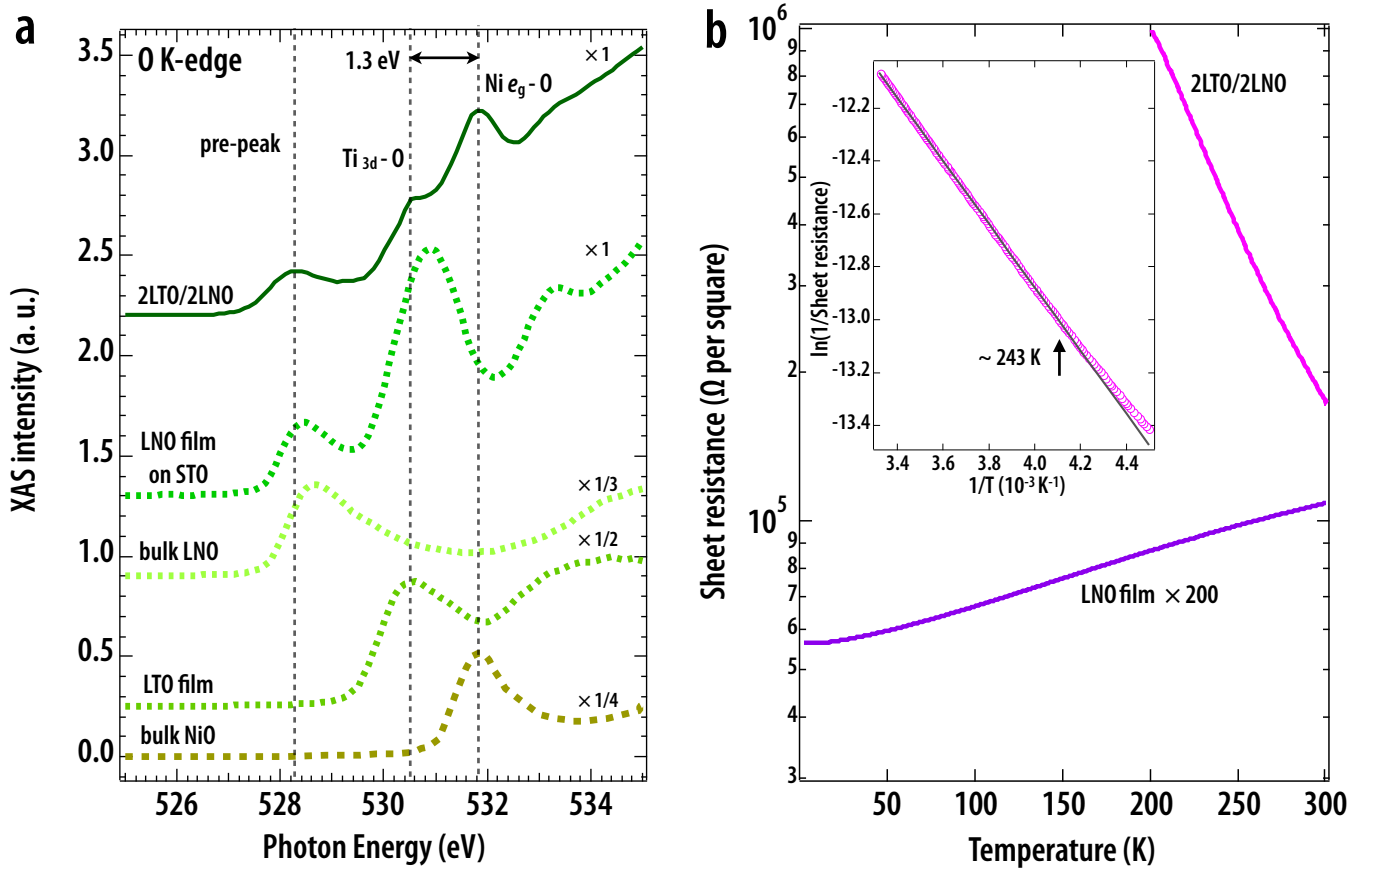 a
O K-edge
1.3 eV
×1
Ni eg - O
pre-peak
Ti 3d - O
×1
2LTO/2LNO
LNO film
on STO
× 1/3
bulk LNO
× 1/2
LTO film
× 1/4
bulk NiO
3.5
3.0
2.5
2.0
1.5
1.0
0.5
0.0
XAS intensity (a. u.)
526
528
530
532
534
Photon Energy (eV)
b
10^6
9
8
7
6
5
4
3
2
10^5
9
8
7
6
5
4
3
Sheet resistance (Ω per square)
2LTO/2LNO
-12.2
-12.4
-12.6
-12.8
-13.0
-13.2
-13.4
ln(1/Sheet resistance)
~ 243 K
3.4
3.6
3.8
4.0
4.2
4.4
1/T (10^-3 K^-1)
LNO film × 200
50
100
150
200
250
300
Temperature (K)